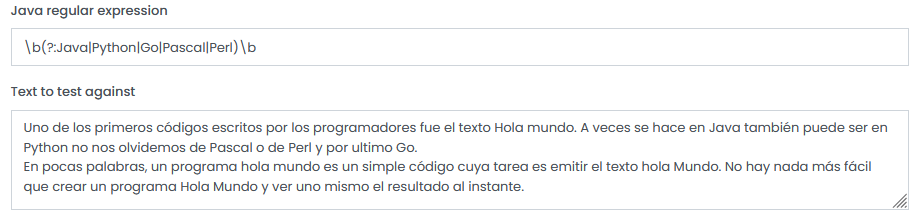 Java regular expression
\b(?:Java|Python|Go|Pascal|Perl)\b
Text to test against
Uno de los primeros códigos escritos por los programadores fue el texto Hola mundo. A veces se hace en Java también puede ser en
Python no nos olvidemos de Pascal o de Perl y por ultimo Go.
En pocas palabras, un programa hola mundo es un simple código cuya tarea es emitir el texto hola Mundo. No hay nada más fácil
que crear un programa Hola Mundo y ver uno mismo el resultado al instante.